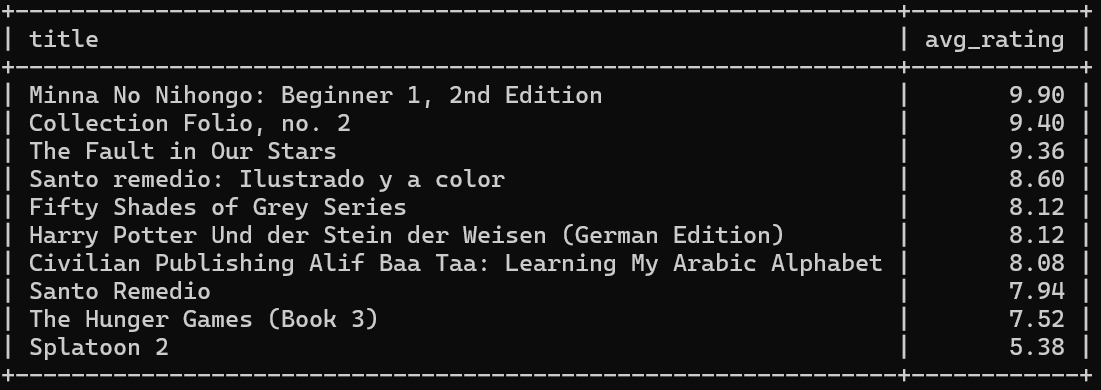 +---------------------------------------------------------------+------------+
| title                                                         | avg_rating |
+---------------------------------------------------------------+------------+
| Minna No Nihongo: Beginner 1, 2nd Edition                     |       9.90 |
| Collection Folio, no. 2                                       |       9.40 |
| The Fault in Our Stars                                        |       9.36 |
| Santo remedio: Ilustrado y a color                            |       8.60 |
| Fifty Shades of Grey Series                                   |       8.12 |
| Harry Potter Und der Stein der Weisen (German Edition)        |       8.12 |
| Civilian Publishing Alif Baa Taa: Learning My Arabic Alphabet |       8.08 |
| Santo Remedio                                                 |       7.94 |
| The Hunger Games (Book 3)                                     |       7.52 |
| Splatoon 2                                                    |       5.38 |
+---------------------------------------------------------------+------------+